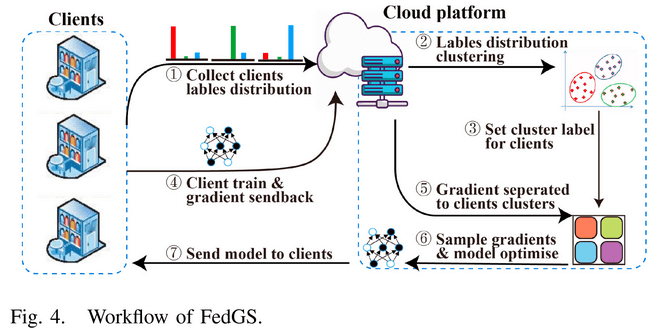 Clients
Cloud platform
① Collect clients
lables distribution
② Lables distribution
clustering
③ Set cluster label
for clients
④ Client train &
gradient sendback
⑤ Gradient seperated
to clients clusters
⑥ Sample gradients
& model optimise
⑦ Send model to clients
Fig. 4. Workflow of FedGS.